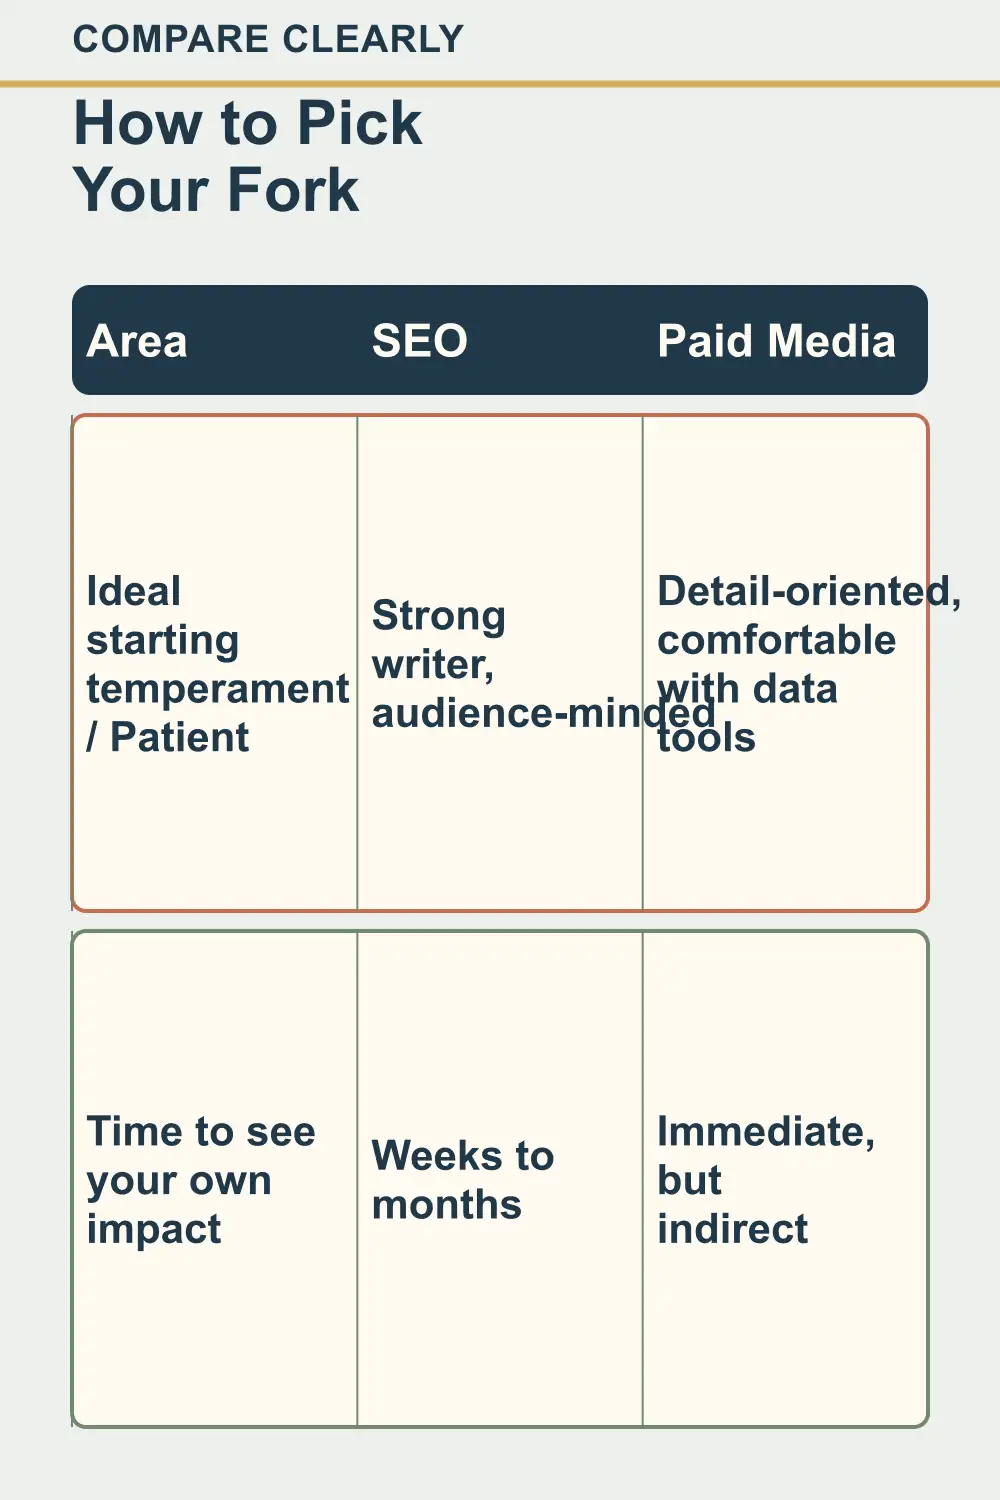 COMPARE CLEARLY
How to Pick
Your Fork
Area
SEO
Paid Media
Ideal
starting
temperament
/ Patient
Strong
writer,
audience-minded
Detail-oriented,
comfortable
with data
tools
Time to see
your own
impact
Weeks to
months
Immediate,
but
indirect